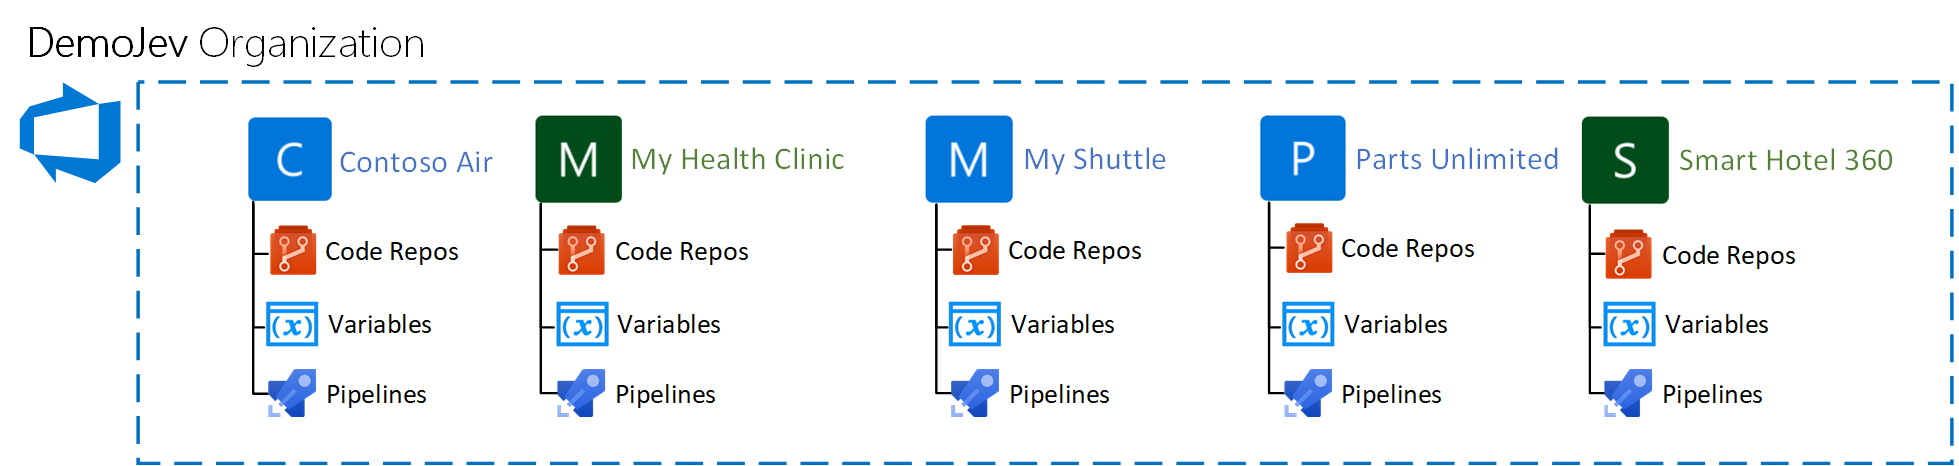 DemoJev Organization
C Contoso Air
M My Health Clinic
M My Shuttle
P Parts Unlimited
S Smart Hotel 360
Code Repos
Code Repos
Code Repos
Code Repos
Code Repos
(x) Variables
(x) Variables
(x) Variables
(x) Variables
(x) Variables
Pipelines
Pipelines
Pipelines
Pipelines
Pipelines